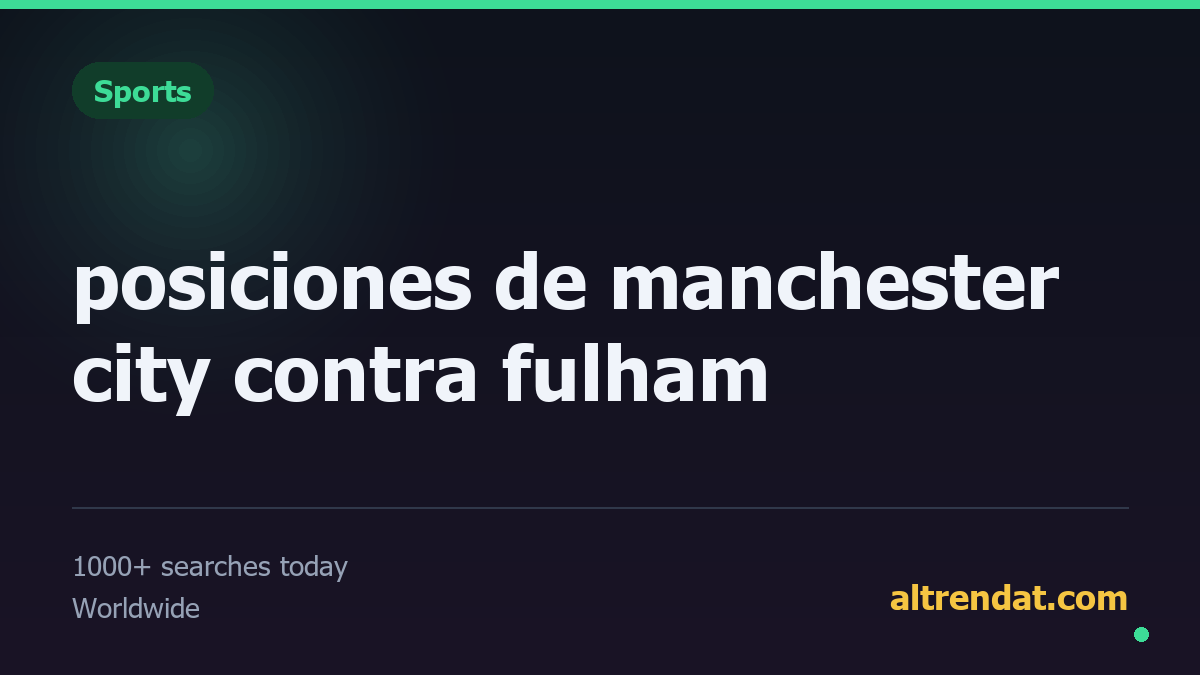 Sports
posiciones de manchester
city contra fulham
1000+ searches today
Worldwide
altrendat.com